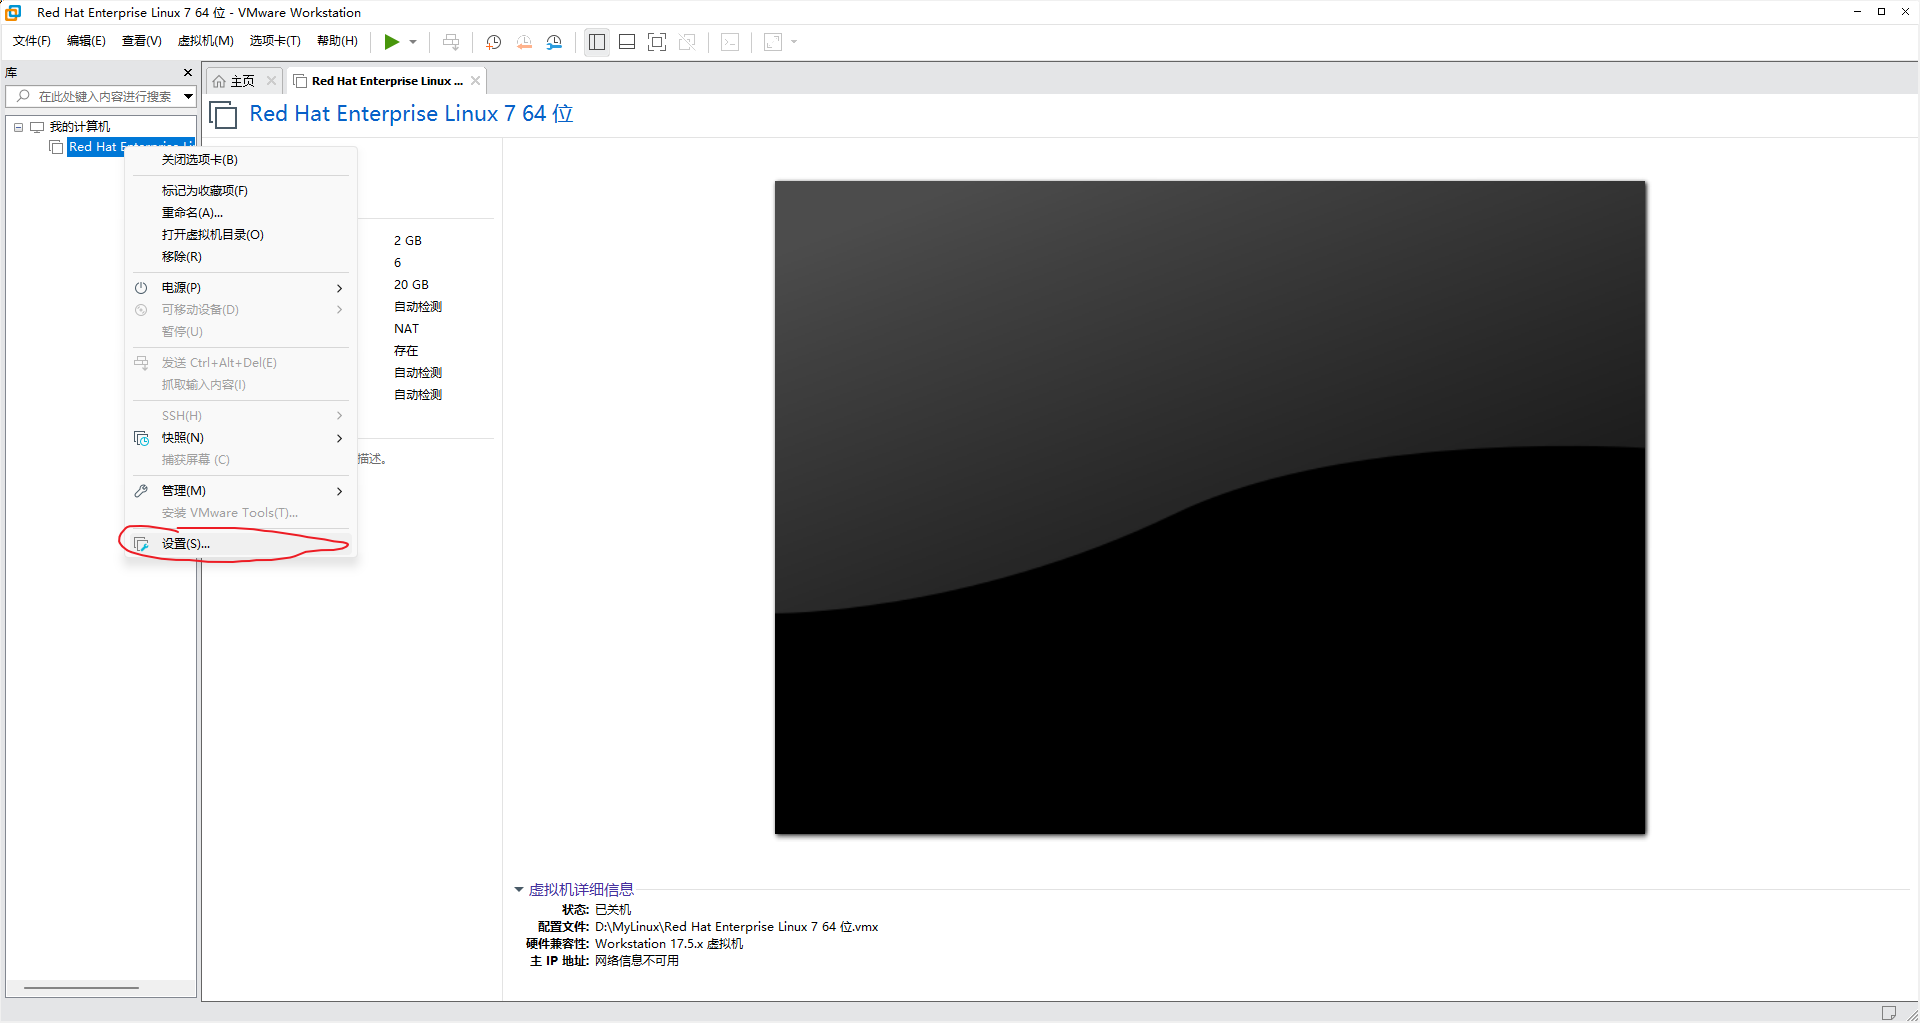 Red Hat Enterprise Linux 7 64 位 - VMware Workstation
文件(F) 编辑(E) 查看(V) 虚拟机(M) 选项卡(T) 帮助(H)
库
在此处键入内容进行搜索
我的计算机
Red Hat Enterprise Li
主页
Red Hat Enterprise Linux ...
Red Hat Enterprise Linux 7 64 位
关闭选项卡(B)
标记为收藏项(F)
重命名(A)...
打开虚拟机目录(O)
移除(R)
电源(P)
可移动设备(D)
暂停(U)
发送 Ctrl+Alt+Del(E)
抓取输入内容(I)
SSH(H)
快照(N)
捕获屏幕 (C)
管理(M)
安装 VMware Tools(T)...
设置(S)...
2 GB
6
20 GB
自动检测
NAT
存在
自动检测
自动检测
描述。
虚拟机详细信息
状态: 已关机
配置文件: D:\MyLinux\Red Hat Enterprise Linux 7 64 位.vmx
硬件兼容性: Workstation 17.5.x 虚拟机
主 IP 地址: 网络信息不可用